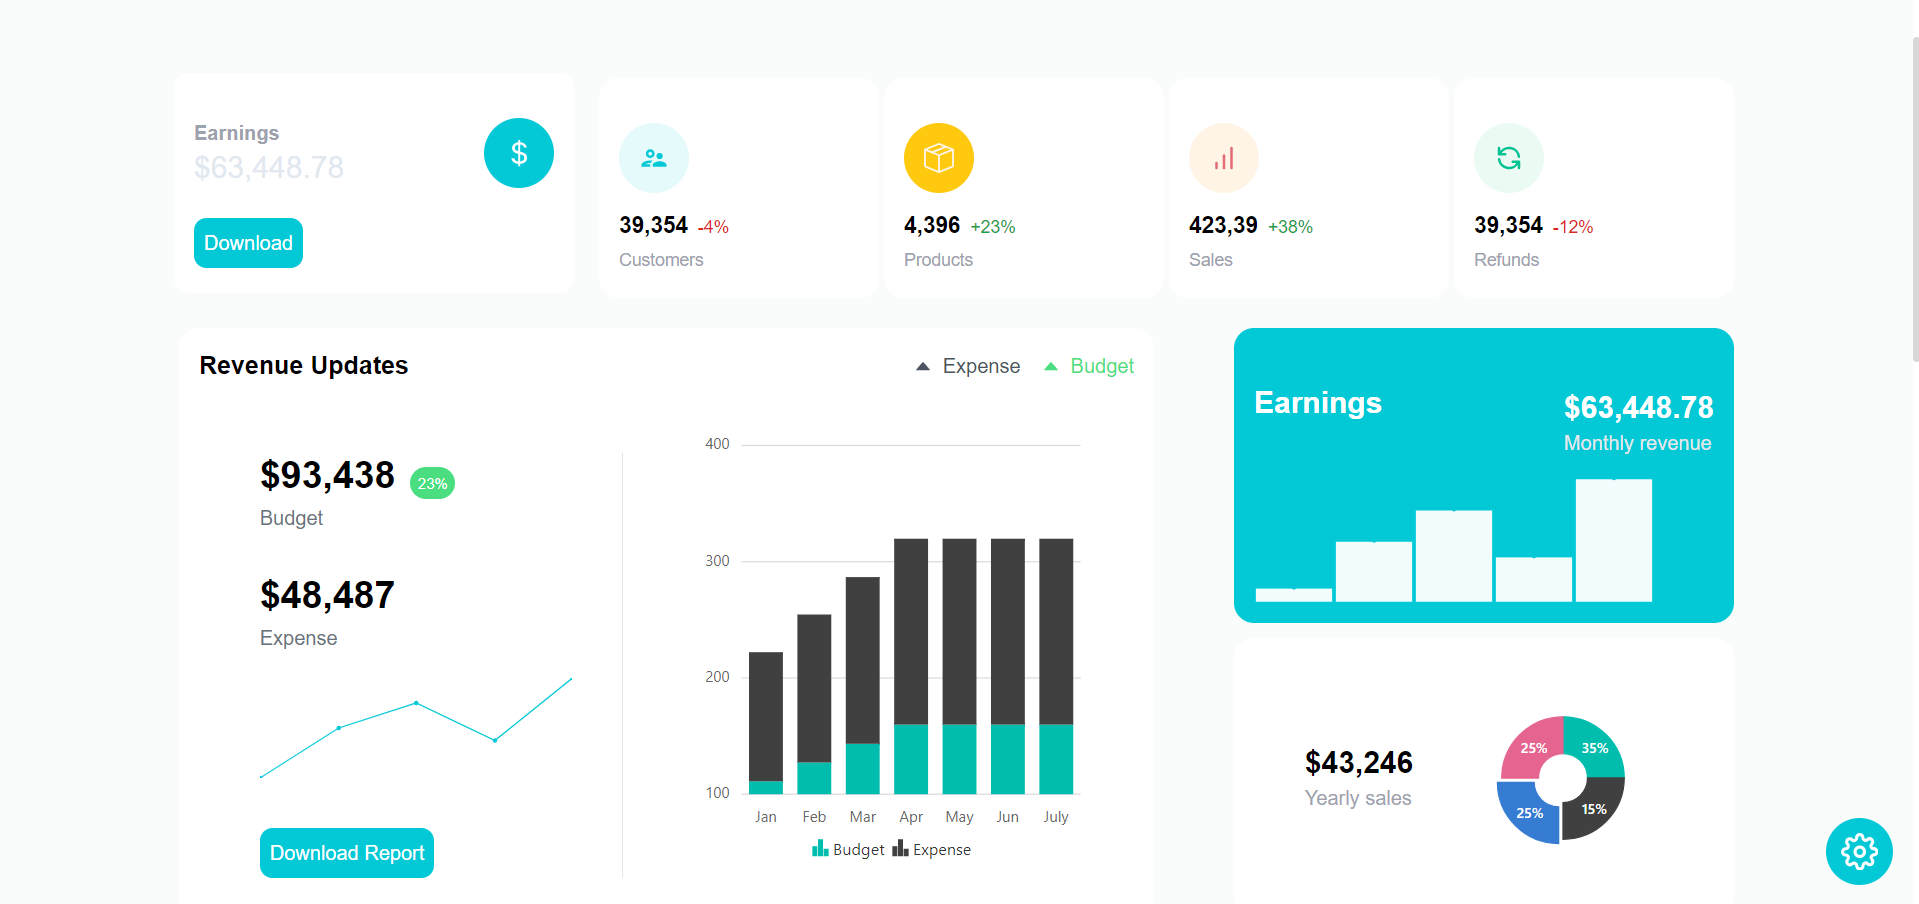 Earnings
$63,448.78
$
Download
39,354 -4%
Customers
4,396 +23%
Products
423,39 +38%
Sales
39,354 -12%
Refunds
Revenue Updates
Expense Budget
$93,438 23%
Budget
$48,487
Expense
Download Report
400
300
200
100
Jan Feb Mar Apr May Jun July
Budget Expense
Earnings
$63,448.78
Monthly revenue
$43,246
Yearly sales
25% 35%
25% 15%